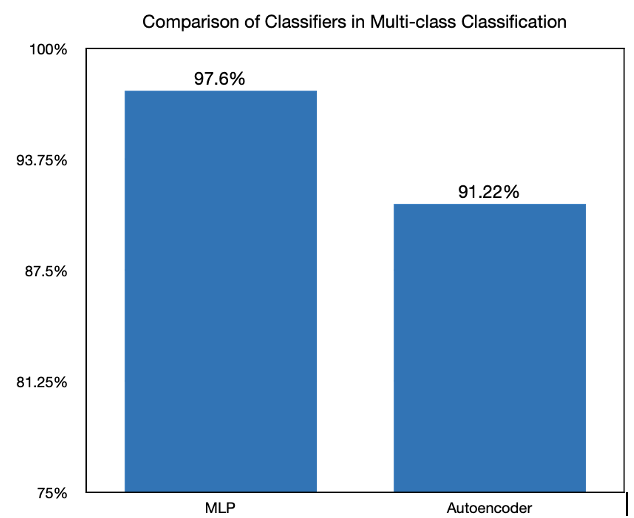 Comparison of Classifiers in Multi-class Classification
100%
97.6%
93.75%
91.22%
87.5%
81.25%
75%
MLP
Autoencoder